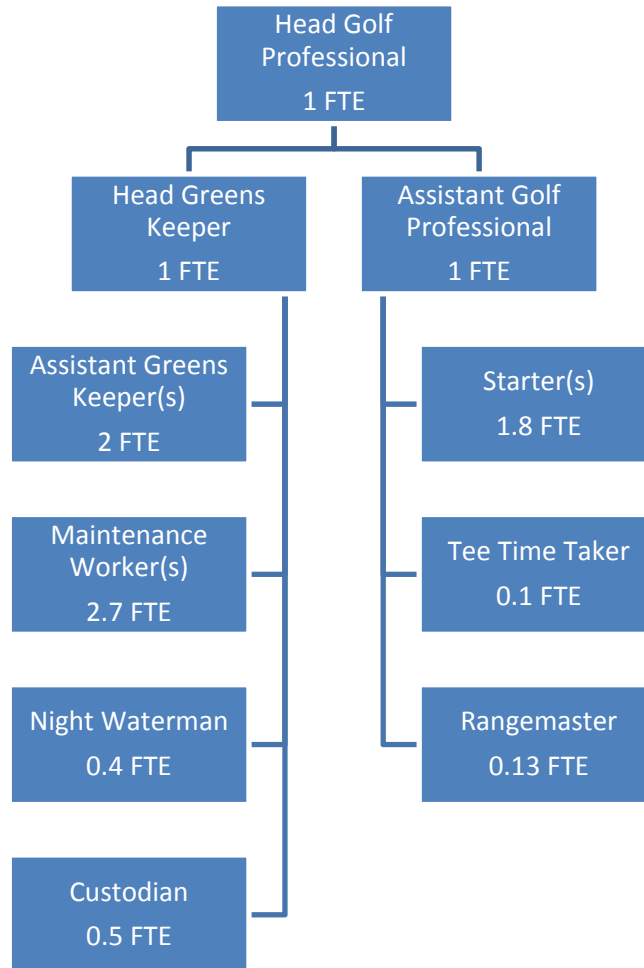 Head Golf
Professional
1 FTE
Head Greens
Keeper
1 FTE
Assistant Golf
Professional
1 FTE
Assistant Greens
Keeper(s)
2 FTE
Starter(s)
1.8 FTE
Maintenance
Worker(s)
2.7 FTE
Tee Time Taker
0.1 FTE
Night Waterman
0.4 FTE
Rangemaster
0.13 FTE
Custodian
0.5 FTE